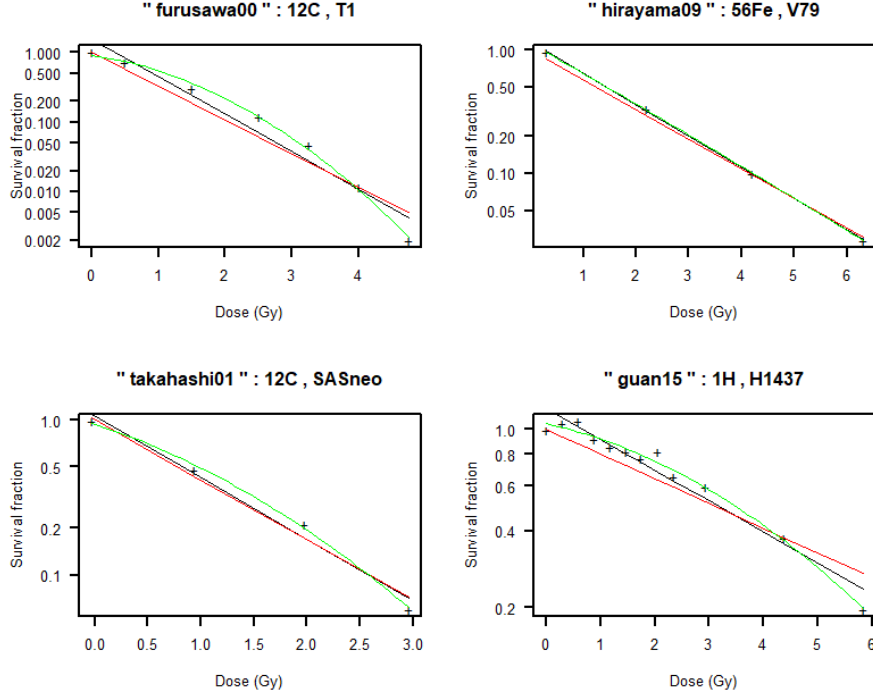 " furusawa00 " : 12C , T1
Survival fraction
1.000
0.500
0.200
0.100
0.050
0.020
0.010
0.005
0.002
0 1 2 3 4 5
Dose (Gy)
" hirayama09 " : 56Fe , V79
Survival fraction
1.00
0.50
0.20
0.10
0.05
1 2 3 4 5 6
Dose (Gy)
" takahashi01 " : 12C , SASneo
Survival fraction
1.0
0.5
0.2
0.1
0.0 0.5 1.0 1.5 2.0 2.5 3.0
Dose (Gy)
" guan15 " : 1H , H1437
Survival fraction
1.0
0.8
0.6
0.4
0.2
0 1 2 3 4 5 6
Dose (Gy)